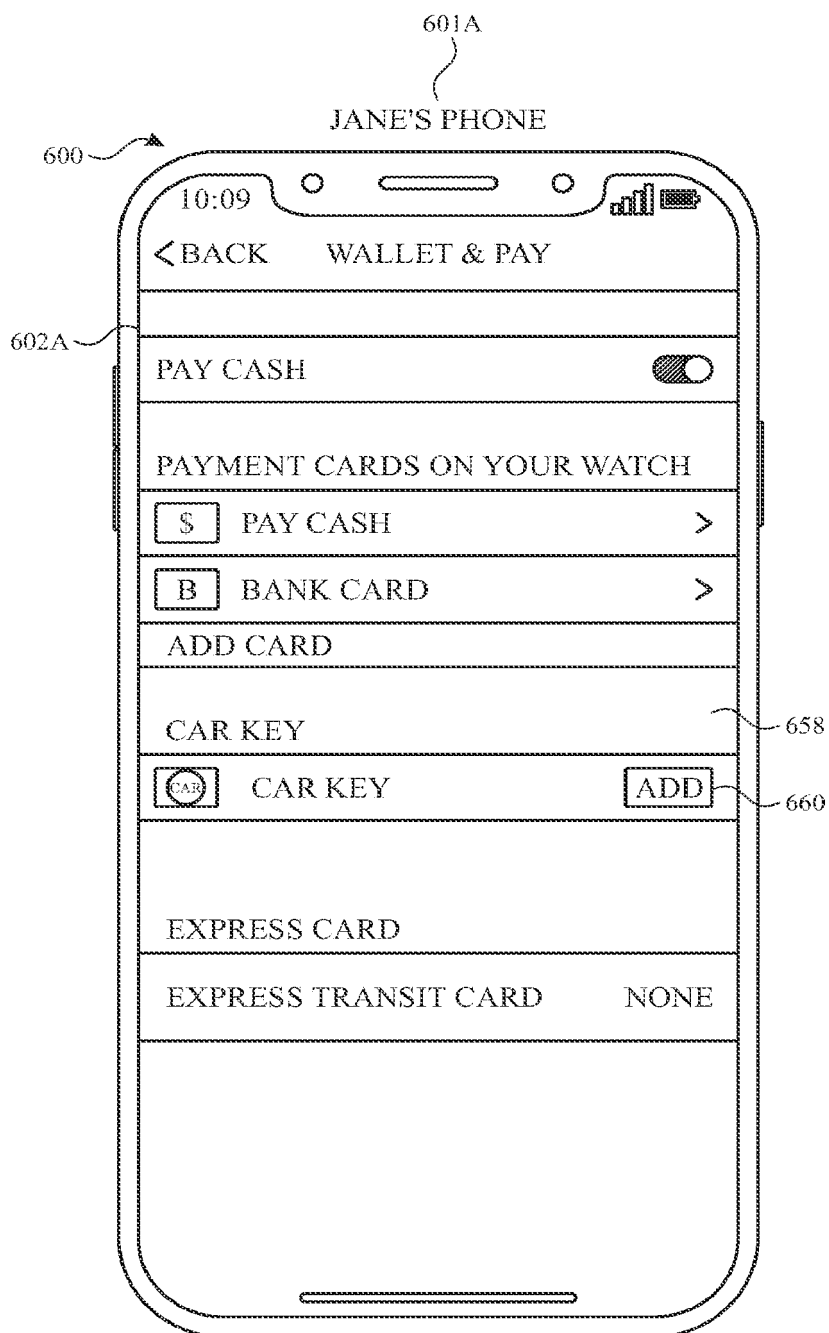 601A
JANE'S PHONE
600
10:09
< BACK WALLET & PAY
602A
PAY CASH
PAYMENT CARDS ON YOUR WATCH
$ PAY CASH >
B BANK CARD >
ADD CARD
658
CAR KEY
CAR CAR KEY ADD
660
EXPRESS CARD
EXPRESS TRANSIT CARD NONE